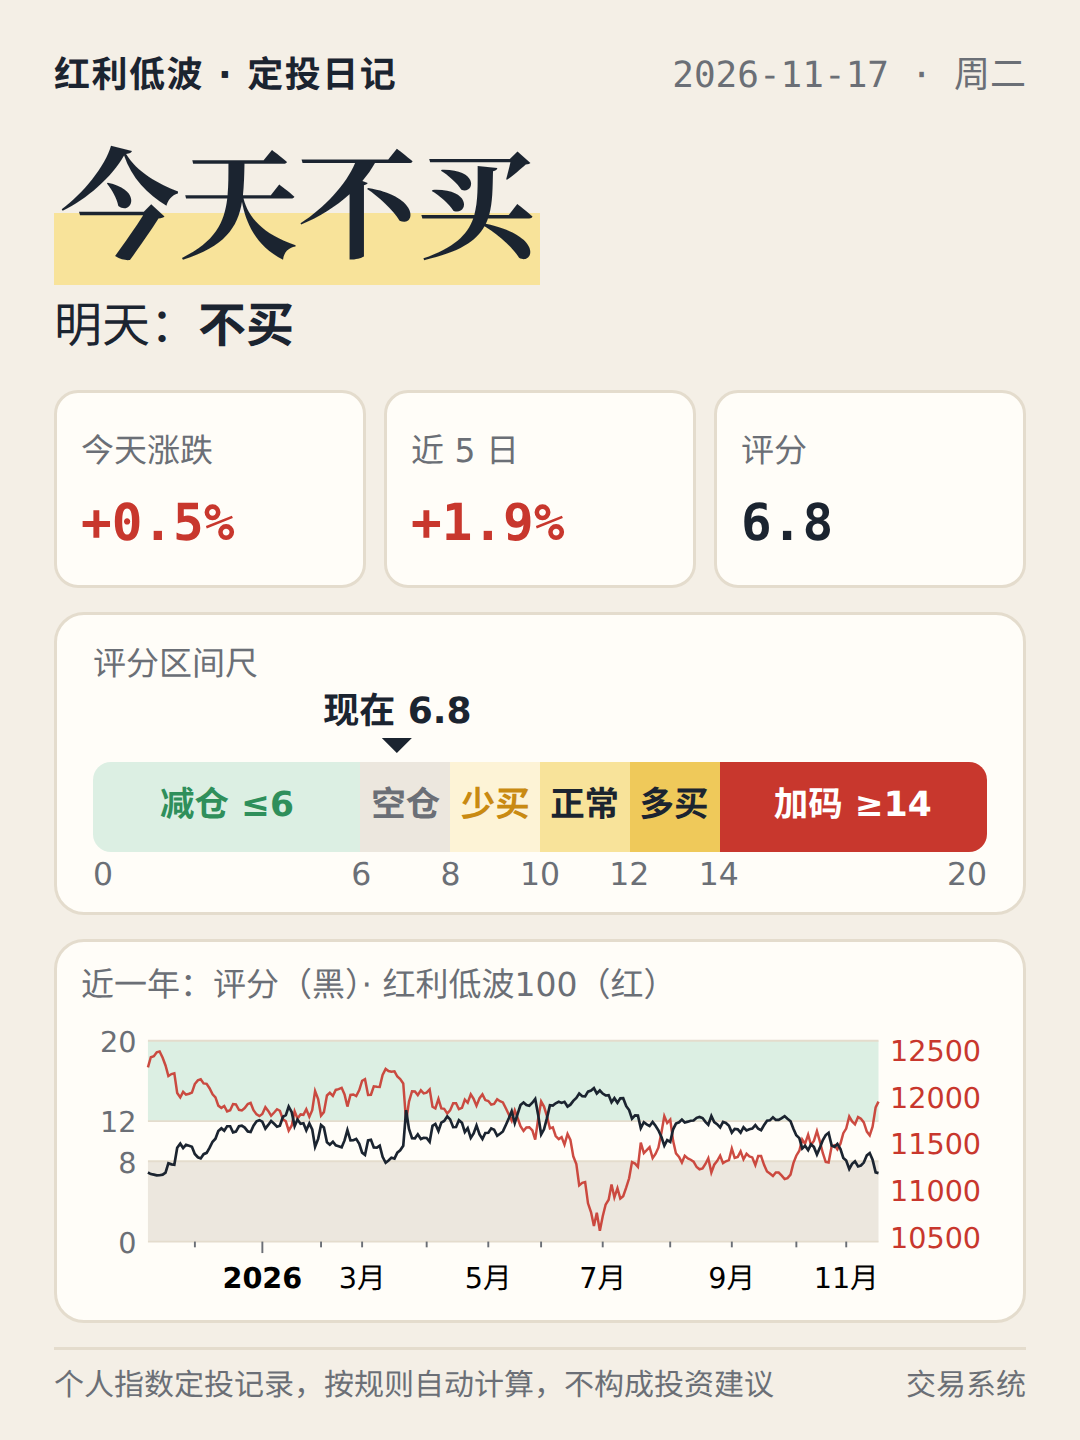 红利低波 · 定投日记
2026-11-17 · 周二
今天不买
明天：不买
今天涨跌
+0.5%
近 5 日
+1.9%
评分
6.8
评分区间尺
现在 6.8
减仓 ≤6 空仓 少买 正常 多买 加码 ≥14
0 6 8 10 12 14 20
近一年：评分（黑）· 红利低波100（红）
20
12
8
0
12500
12000
11500
11000
10500
2026 3月 5月 7月 9月 11月
个人指数定投记录，按规则自动计算，不构成投资建议
交易系统